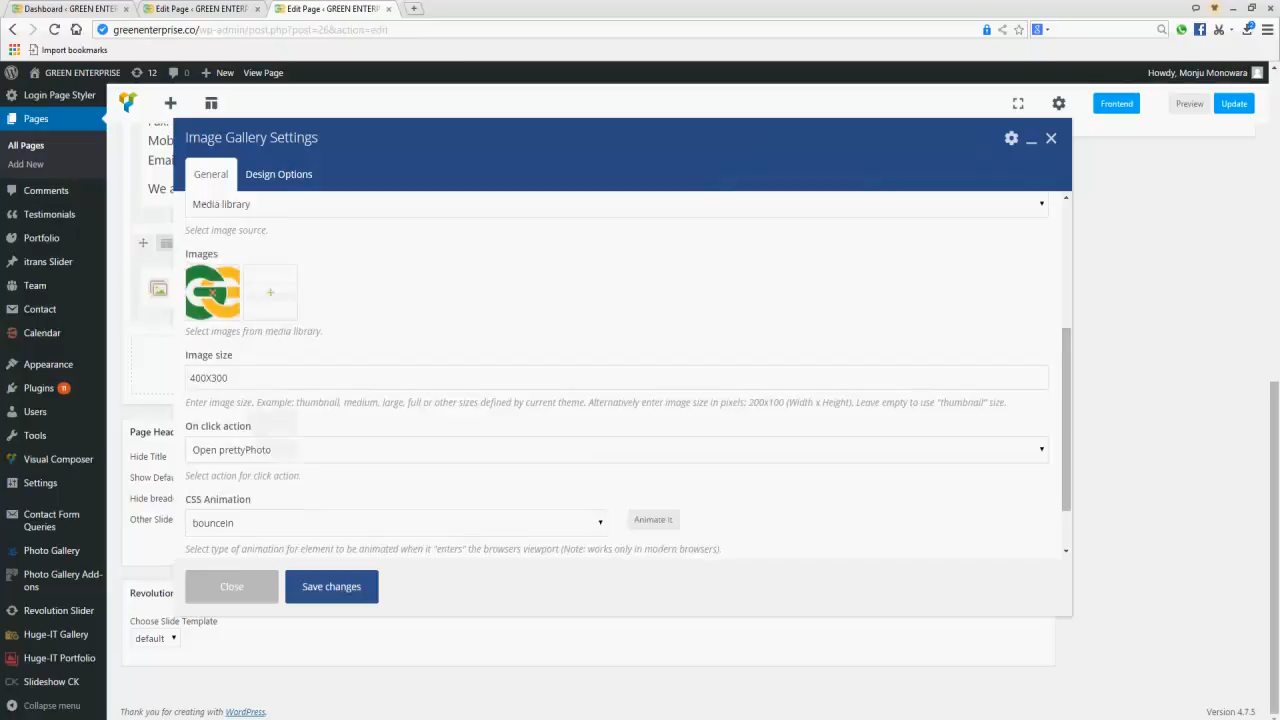 Dashboard ‹ GREEN ENTER
Edit Page ‹ GREEN ENTERP
Edit Page ‹ GREEN ENTERP
greenenterprise.co/wp-admin/post.php?post=26&action=edit
Import bookmarks
GREEN ENTERPRISE
12
0
New
View Page
Howdy, Monju Monowara
Login Page Styler
Pages
All Pages
Add New
Comments
Testimonials
Portfolio
itrans Slider
Team
Contact
Calendar
Appearance
Plugins 11
Users
Tools
Visual Composer
Settings
Contact Form
Queries
Photo Gallery
Photo Gallery Add-
ons
Revolution Slider
Huge-IT Gallery
Huge-IT Portfolio
Slideshow CK
Collapse menu
Frontend
Preview
Update
Mob
Emai
We a
Image Gallery Settings
General
Design Options
Media library
Select image source.
Images
Select images from media library.
Image size
400X300
Enter image size. Example: thumbnail, medium, large, full or other sizes defined by current theme. Alternatively enter image size in pixels: 200x100 (Width x Height). Leave empty to use "thumbnail" size.
On click action
Open prettyPhoto
Select action for click action.
CSS Animation
bounceIn
Animate it
Select type of animation for element to be animated when it "enters" the browsers viewport (Note: works only in modern browsers).
Close
Save changes
Page Head
Hide Title
Show Defau
Hide bread
Other Slide
Revolution
Choose Slide Template
default
Thank you for creating with WordPress.
Version 4.7.5